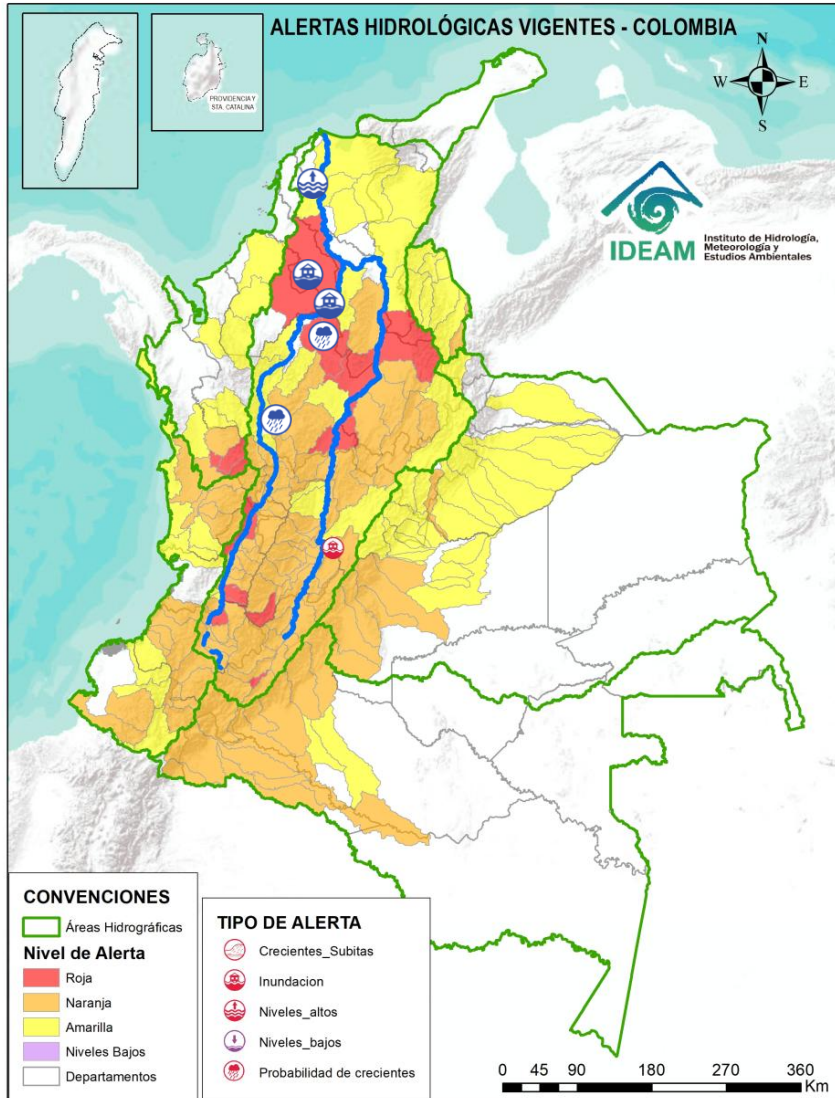 ALERTAS HIDROLÓGICAS VIGENTES - COLOMBIA
PROVIDENCIA Y
STA. CATALINA
N
W
E
S
IDEAM
Instituto de Hidrología,
Meteorología y
Estudios Ambientales
CONVENCIONES
Áreas Hidrográficas
Nivel de Alerta
Roja
Naranja
Amarilla
Niveles Bajos
Departamentos
TIPO DE ALERTA
Crecientes_Subitas
Inundacion
Niveles_altos
Niveles_bajos
Probabilidad de crecientes
0 45 90 180 270 360
Km